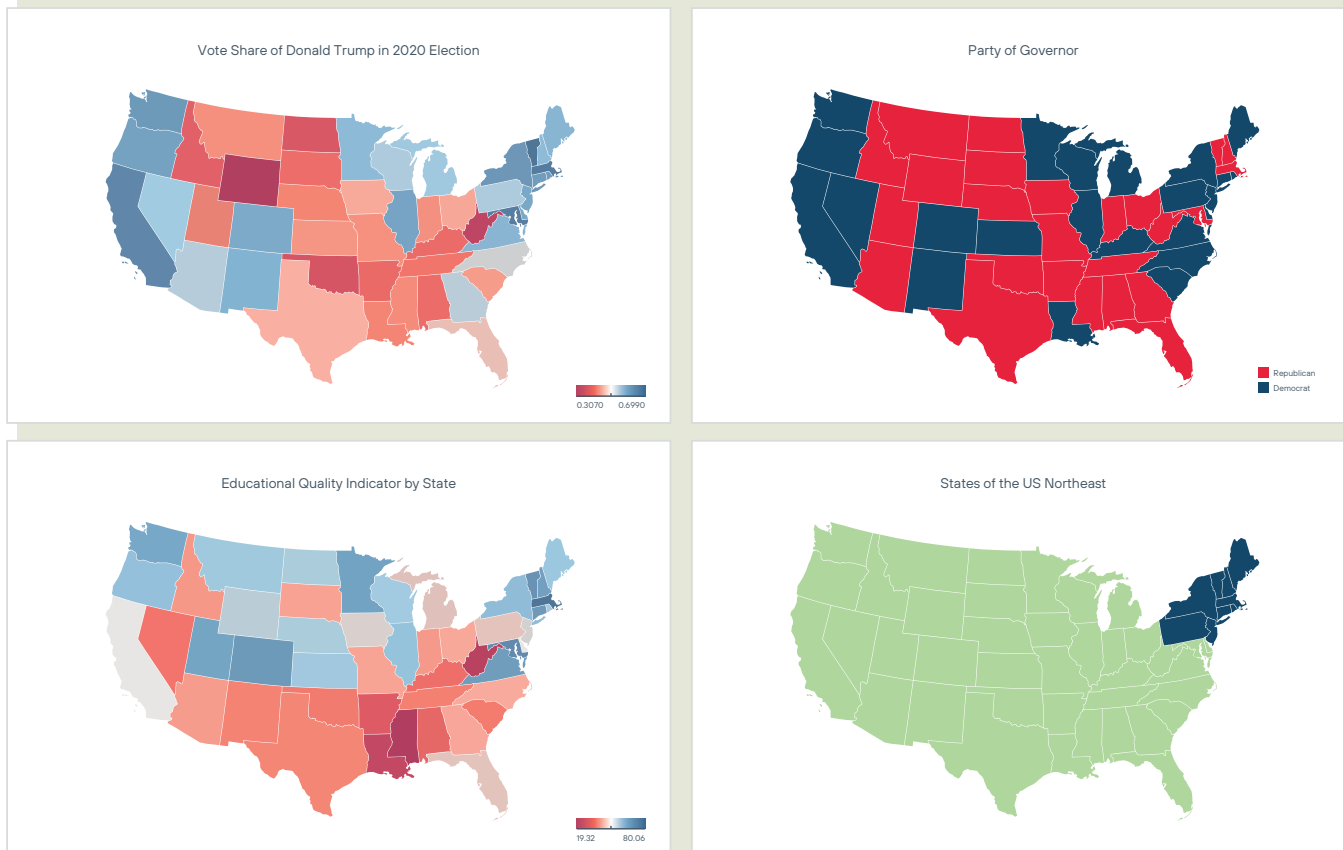 Vote Share of Donald Trump in 2020 Election
0.3070 0.6990
Party of Governor
Republican
Democrat
Educational Quality Indicator by State
19.32 80.06
States of the US Northeast